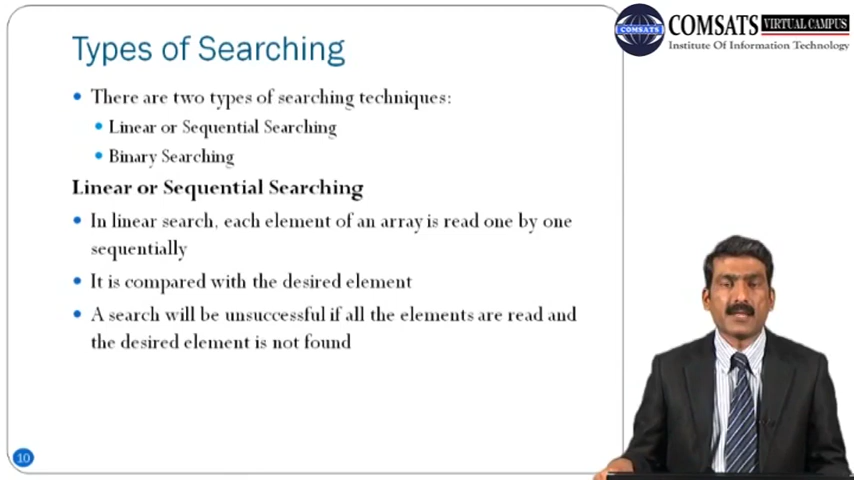 Types of Searching
There are two types of searching techniques:
Linear or Sequential Searching
Binary Searching
Linear or Sequential Searching
In linear search, each element of an array is read one by one
sequentially
It is compared with the desired element
A search will be unsuccessful if all the elements are read and
the desired element is not found
10
COMSATS
COMSATS VIRTUAL CAMPUS
Institute Of Information Technology